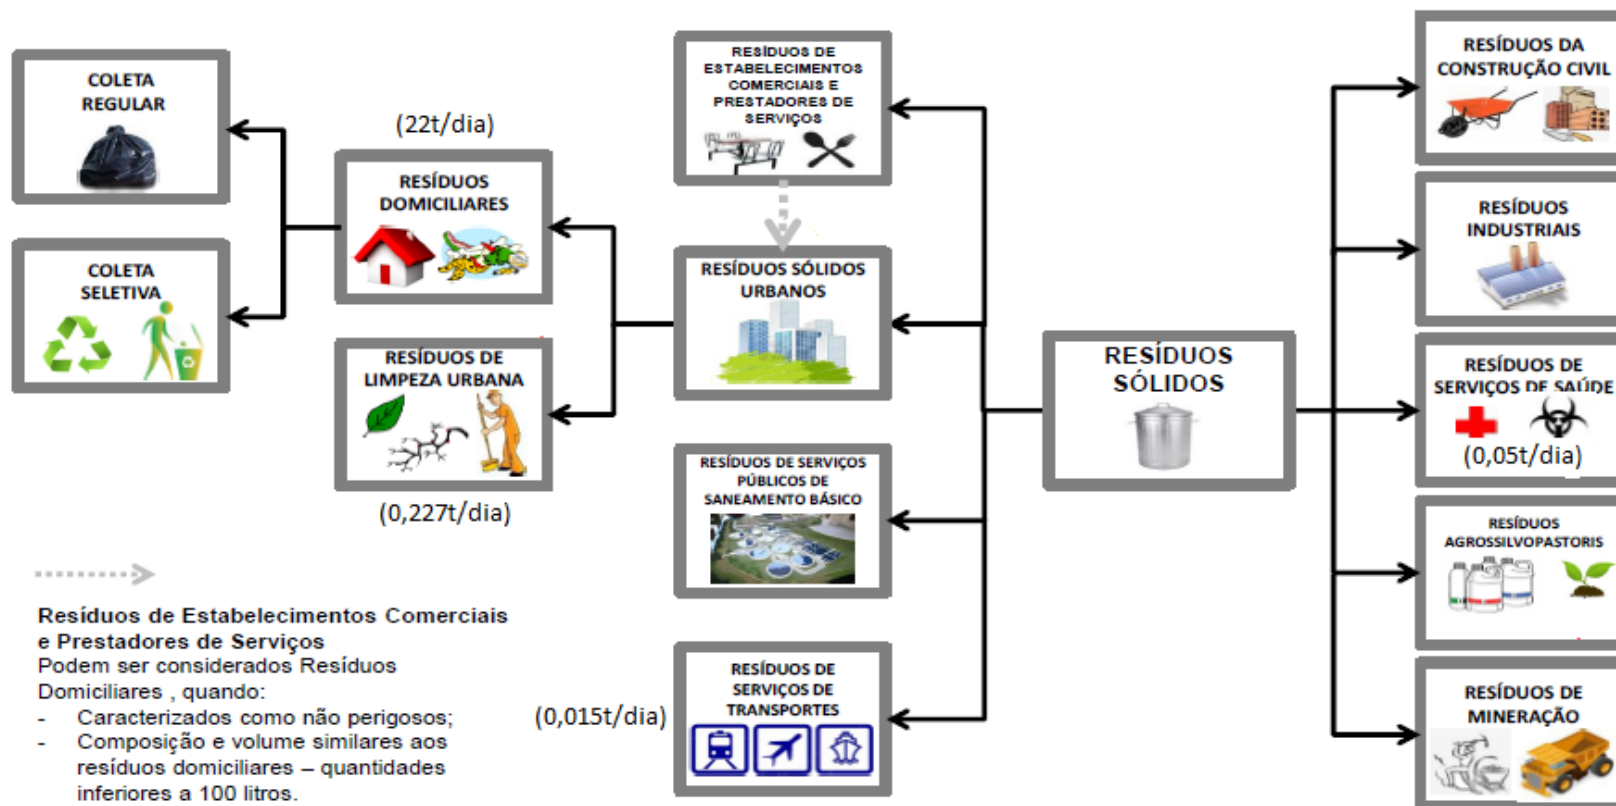 COLETA
REGULAR
COLETA
SELETIVA
(22t/dia)
RESÍDUOS
DOMICILIARES
RESÍDUOS DE
LIMPEZA URBANA
(0,227t/dia)
Resíduos de Estabelecimentos Comerciais
e Prestadores de Serviços
Podem ser considerados Resíduos
Domiciliares , quando:
- Caracterizados como não perigosos;
- Composição e volume similares aos
resíduos domiciliares – quantidades
inferiores a 100 litros.
RESÍDUOS DE
ESTABELECIMENTOS
COMERCIAIS E
PRESTADORES DE
SERVIÇOS
RESÍDUOS SÓLIDOS
URBANOS
RESÍDUOS DE SERVIÇOS
PÚBLICOS DE
SANEAMENTO BÁSICO
(0,015t/dia)
RESÍDUOS DE
SERVIÇOS DE
TRANSPORTES
RESÍDUOS
SÓLIDOS
RESÍDUOS DA
CONSTRUÇÃO CIVIL
RESÍDUOS
INDUSTRIAIS
RESÍDUOS DE
SERVIÇOS DE SAÚDE
(0,05t/dia)
RESÍDUOS
AGROSSILVOPASTORIS
RESÍDUOS DE
MINERAÇÃO